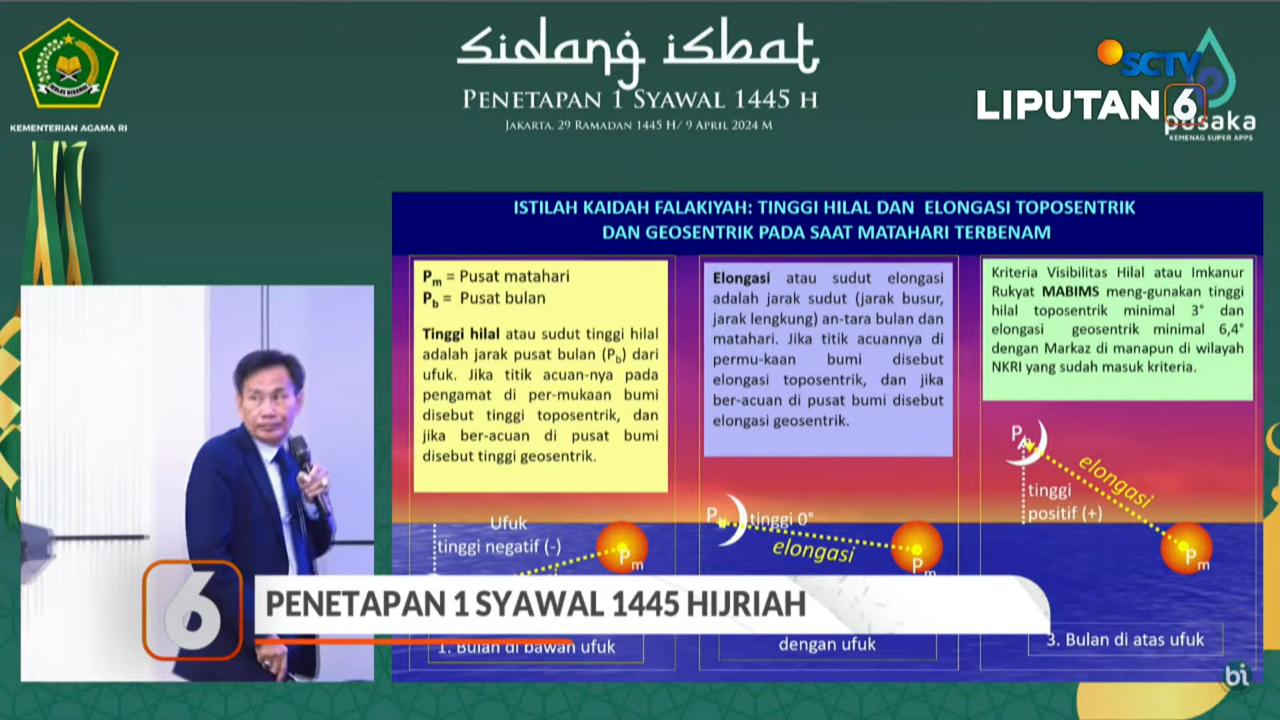 sidang isbat
PENETAPAN 1 SYAWAL 1445 H
JAKARTA, 29 RAMADAN 1445 H/ 9 APRIL 2024 M
IKHLAS BERAMAL
KEMENTERIAN AGAMA RI
SCTV
LIPUTAN 6
pusaka
KEMENAG SUPER APPS
ISTILAH KAIDAH FALAKIYAH: TINGGI HILAL DAN ELONGASI TOPOSENTRIK
DAN GEOSENTRIK PADA SAAT MATAHARI TERBENAM
Pm = Pusat matahari
Pb = Pusat bulan
Tinggi hilal atau sudut tinggi hilal
adalah jarak pusat bulan (Pb) dari
ufuk. Jika titik acuan-nya pada
pengamat di per-mukaan bumi
disebut tinggi toposentrik, dan
jika ber-acuan di pusat bumi
disebut tinggi geosentrik.
Elongasi atau sudut elongasi
adalah jarak sudut (jarak busur,
jarak lengkung) an-tara bulan dan
matahari. Jika titik acuannya di
permu-kaan bumi disebut
elongasi toposentrik, dan jika
ber-acuan di pusat bumi disebut
elongasi geosentrik.
Kriteria Visibilitas Hilal atau Imkanur
Rukyat MABIMS meng-gunakan tinggi
hilal toposentrik minimal 3° dan
elongasi geosentrik minimal 6,4°
dengan Markaz di manapun di wilayah
NKRI yang sudah masuk kriteria.
Ufuk
tinggi negatif (-)
Pm
P
tinggi 0°
elongasi
Pm
P
elongasi
tinggi
positif (+)
Pm
6
PENETAPAN 1 SYAWAL 1445 HIJRIAH
1. Bulan di bawah ufuk
dengan ufuk
3. Bulan di atas ufuk
bi